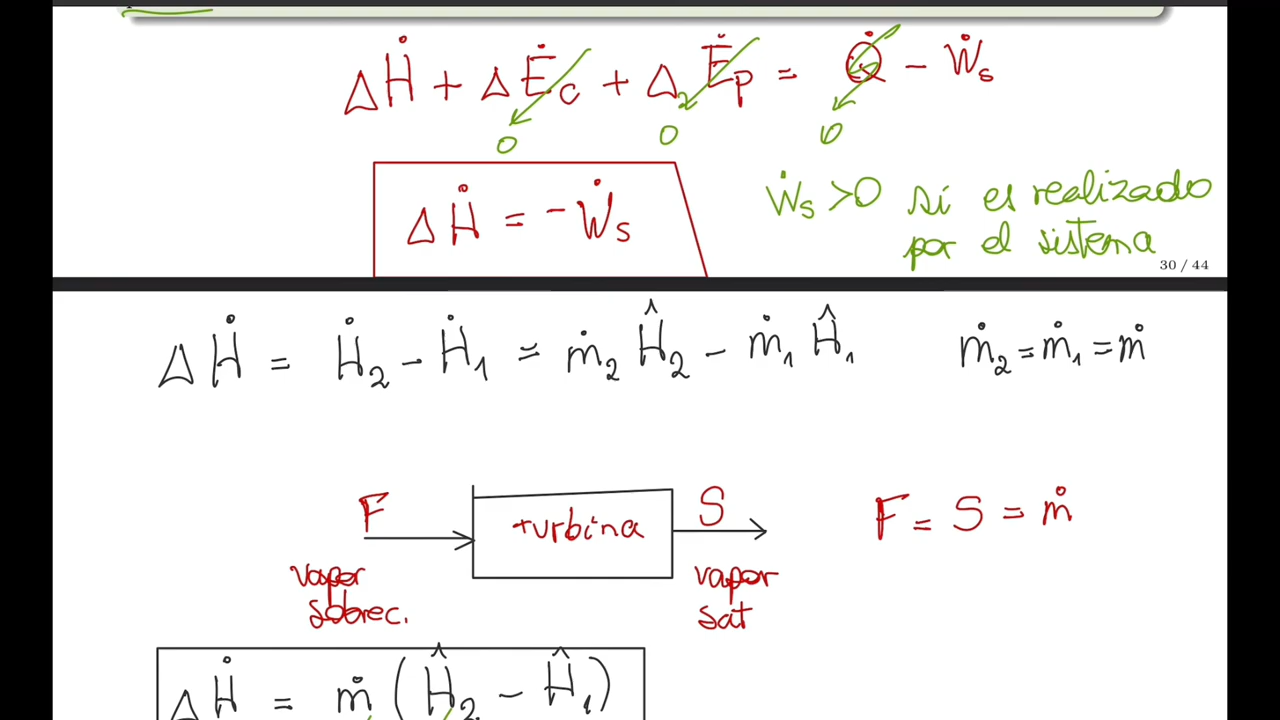 ΔḢ + ΔĖc + ΔĖp = Q̇ - Ẇs
0 0 0
ΔḢ = -Ẇs
Ẇs >0 si es realizado
por el sistema
30 / 44
ΔḢ = Ḣ2 - Ḣ1 = ṁ2 Ĥ2 - ṁ1 Ĥ1 ṁ2 = ṁ1 = ṁ
F turbina S F = S = ṁ
vapor sobrec.
vapor sat
ΔḢ = ṁ (Ĥ2 - Ĥ1)